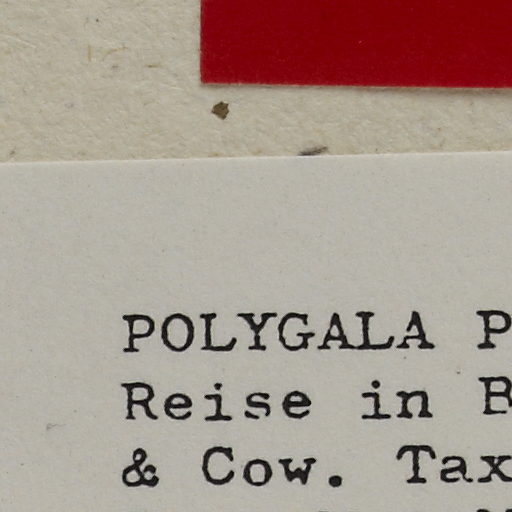 POLYGALA P
Reise in B
& Cow. Tax